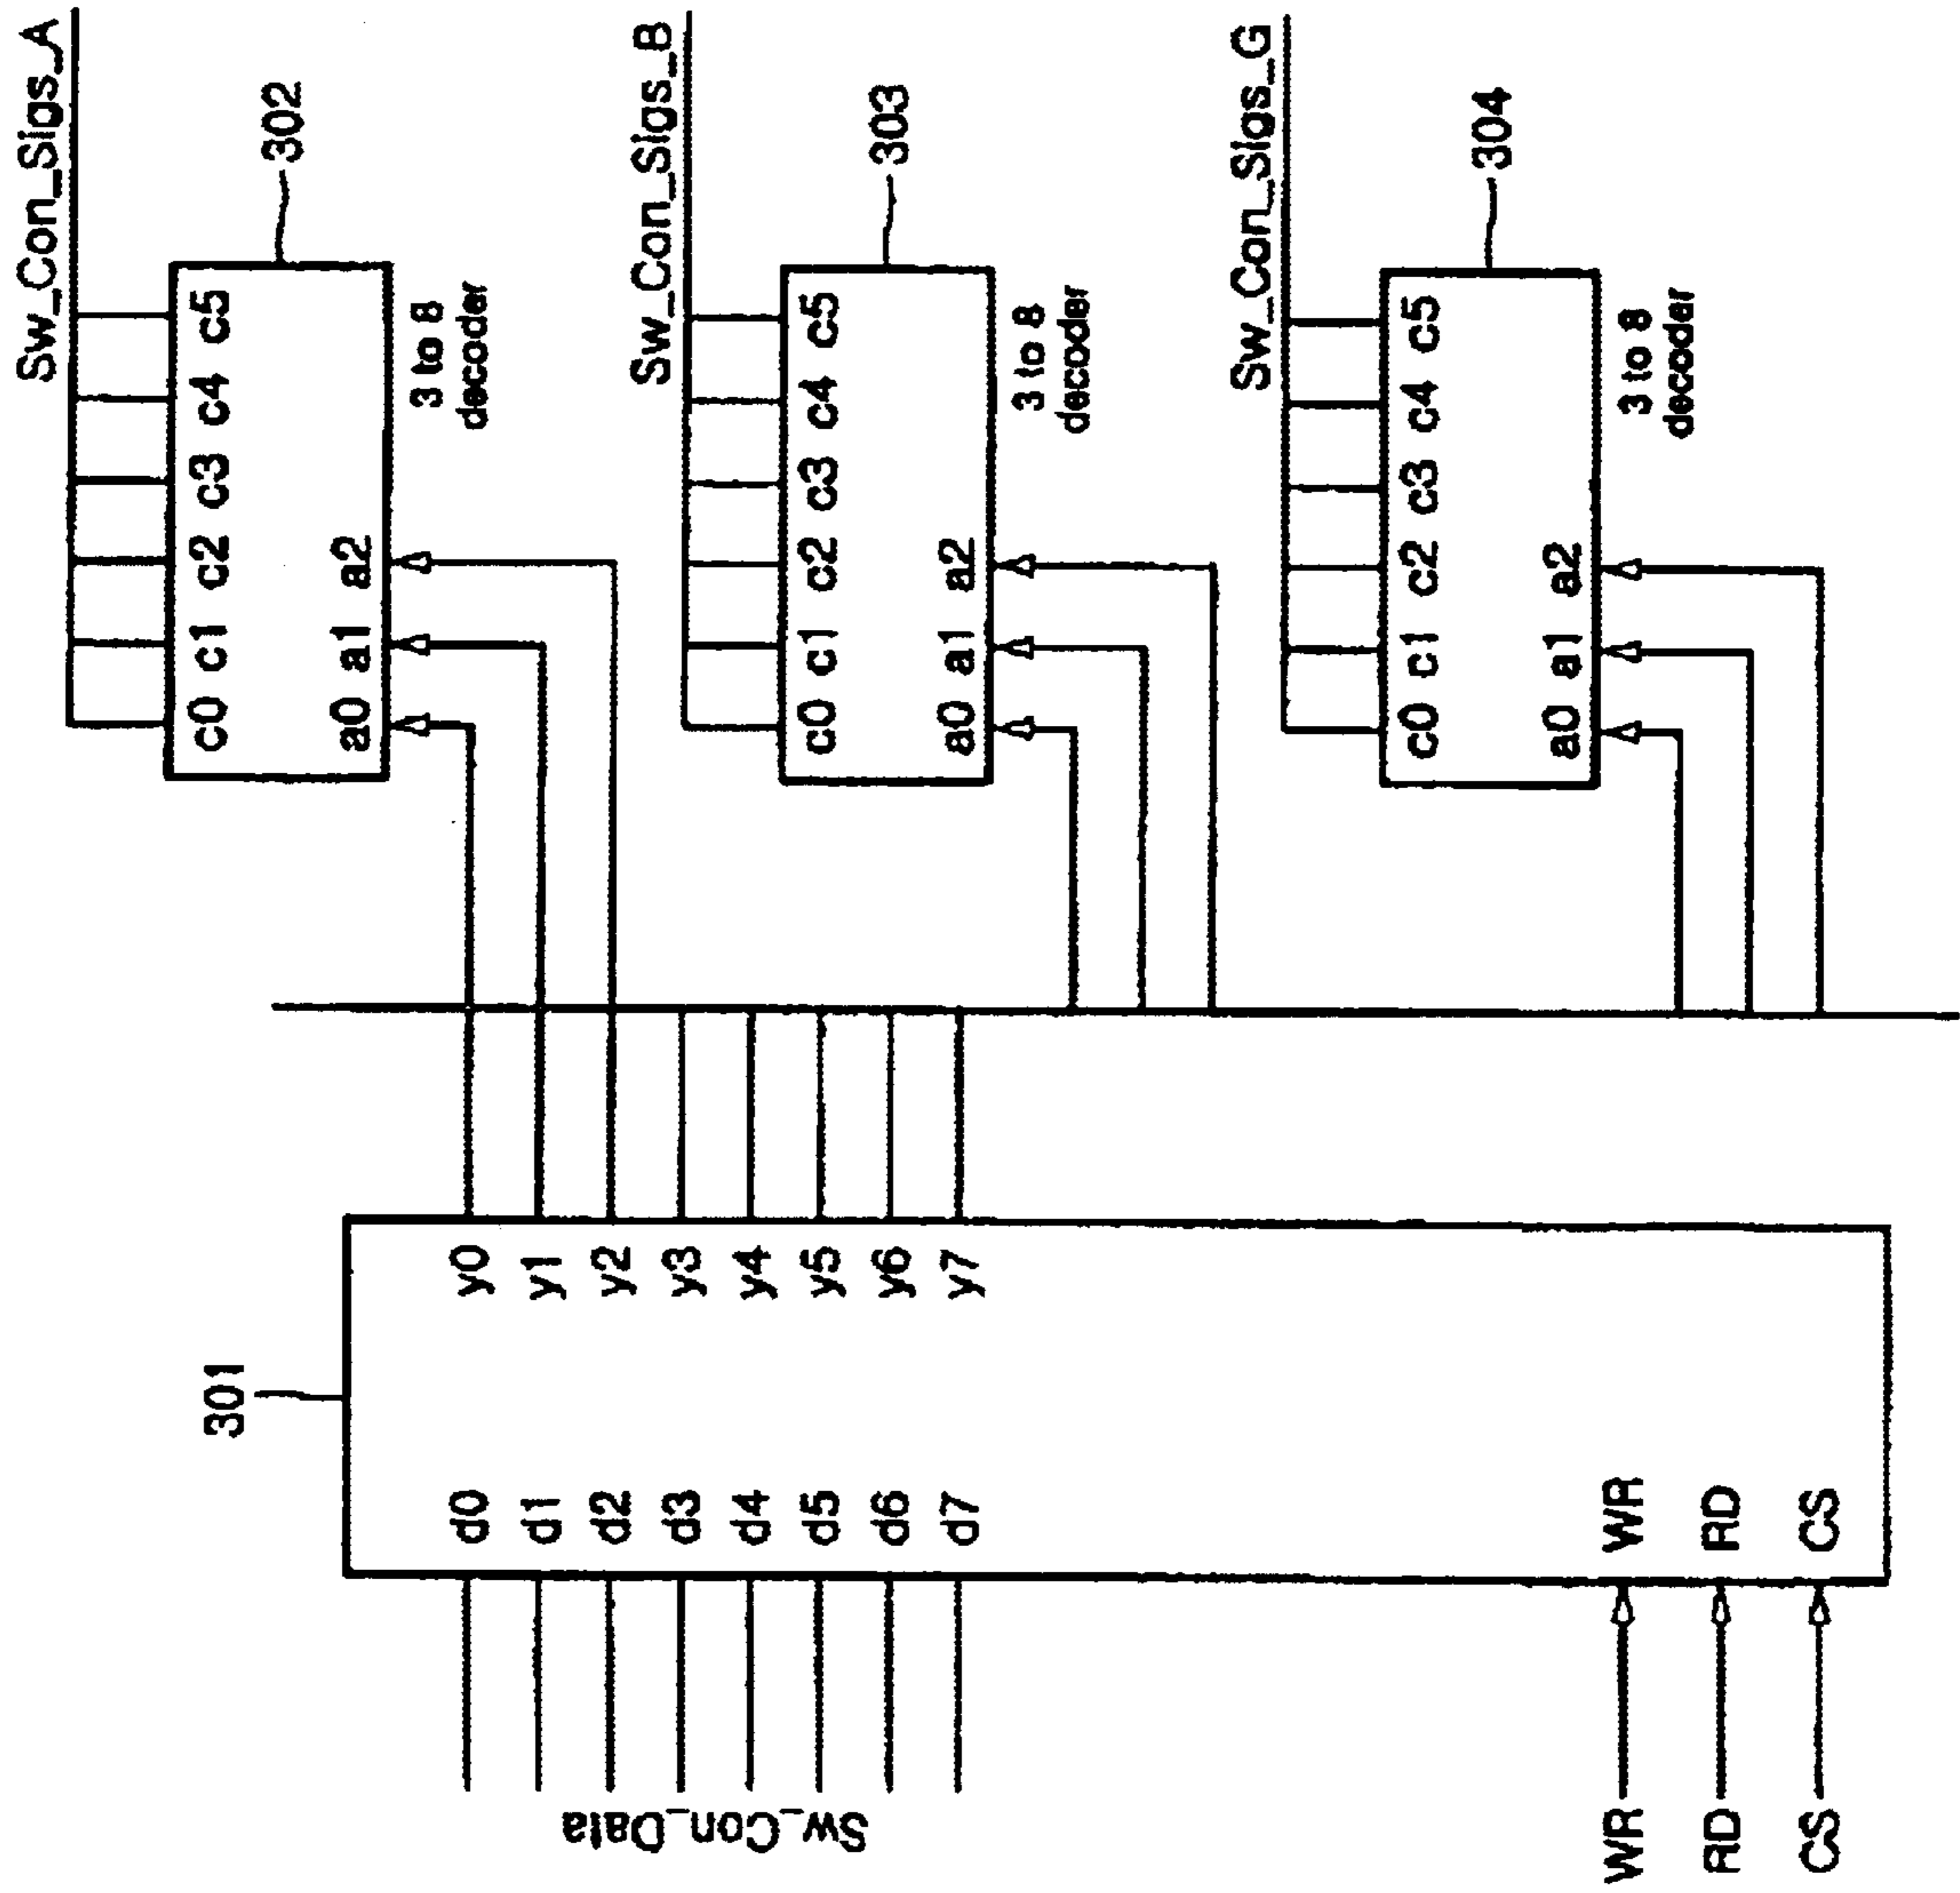 Sw_Con_Sigs_A
302
c0 c1 c2 c3 c4 c5
a0 a1 a2
3 to 8
decoder
Sw_Con_Sigs_B
303
c0 c1 c2 c3 c4 c5
a0 a1 a2
3 to 8
decoder
Sw_Con_Sigs_G
304
c0 c1 c2 c3 c4 c5
a0 a1 a2
3 to 8
decoder
301
Sw_Con_Data
d0 y0
d1 y1
d2 y2
d3 y3
d4 y4
d5 y5
d6 y6
d7 y7
WR WR
RD RD
CS CS